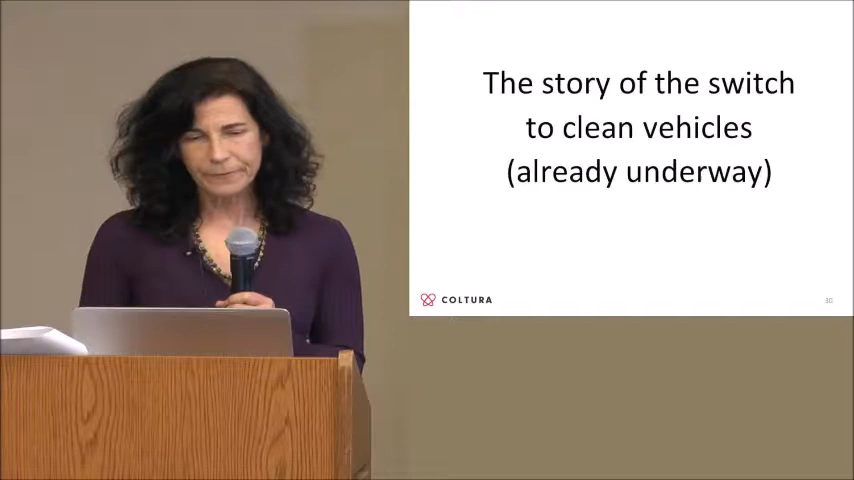 The story of the switch
to clean vehicles
(already underway)
COLTURA
30